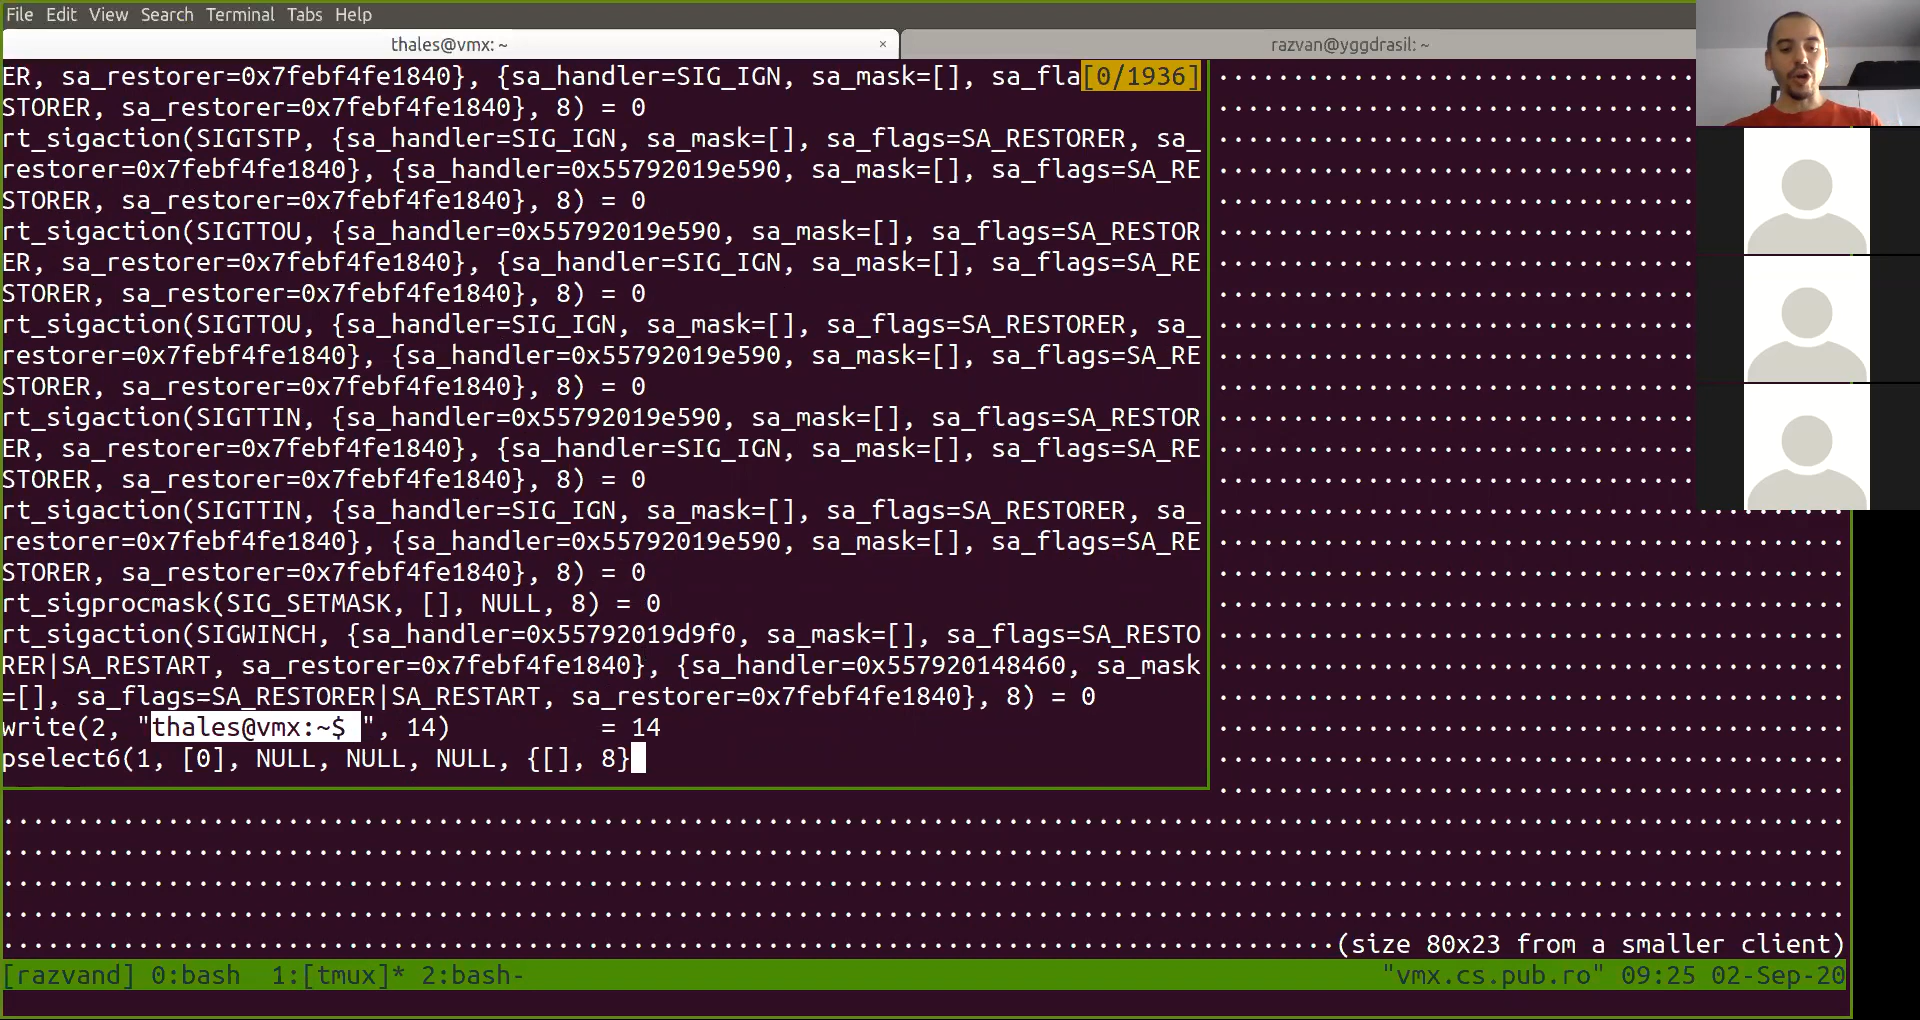 File Edit View Search Terminal Tabs Help
thales@vmx: ~ ×
razvan@yggdrasil: ~
ER, sa_restorer=0x7febf4fe1840}, {sa_handler=SIG_IGN, sa_mask=[], sa_fla[0/1936]
STORER, sa_restorer=0x7febf4fe1840}, 8) = 0
rt_sigaction(SIGTSTP, {sa_handler=SIG_IGN, sa_mask=[], sa_flags=SA_RESTORER, sa_
restorer=0x7febf4fe1840}, {sa_handler=0x55792019e590, sa_mask=[], sa_flags=SA_RE
STORER, sa_restorer=0x7febf4fe1840}, 8) = 0
rt_sigaction(SIGTTOU, {sa_handler=0x55792019e590, sa_mask=[], sa_flags=SA_RESTOR
ER, sa_restorer=0x7febf4fe1840}, {sa_handler=SIG_IGN, sa_mask=[], sa_flags=SA_RE
STORER, sa_restorer=0x7febf4fe1840}, 8) = 0
rt_sigaction(SIGTTOU, {sa_handler=SIG_IGN, sa_mask=[], sa_flags=SA_RESTORER, sa_
restorer=0x7febf4fe1840}, {sa_handler=0x55792019e590, sa_mask=[], sa_flags=SA_RE
STORER, sa_restorer=0x7febf4fe1840}, 8) = 0
rt_sigaction(SIGTTIN, {sa_handler=0x55792019e590, sa_mask=[], sa_flags=SA_RESTOR
ER, sa_restorer=0x7febf4fe1840}, {sa_handler=SIG_IGN, sa_mask=[], sa_flags=SA_RE
STORER, sa_restorer=0x7febf4fe1840}, 8) = 0
rt_sigaction(SIGTTIN, {sa_handler=SIG_IGN, sa_mask=[], sa_flags=SA_RESTORER, sa_
restorer=0x7febf4fe1840}, {sa_handler=0x55792019e590, sa_mask=[], sa_flags=SA_RE
STORER, sa_restorer=0x7febf4fe1840}, 8) = 0
rt_sigprocmask(SIG_SETMASK, [], NULL, 8) = 0
rt_sigaction(SIGWINCH, {sa_handler=0x55792019d9f0, sa_mask=[], sa_flags=SA_RESTO
RER|SA_RESTART, sa_restorer=0x7febf4fe1840}, {sa_handler=0x557920148460, sa_mask
=[], sa_flags=SA_RESTORER|SA_RESTART, sa_restorer=0x7febf4fe1840}, 8) = 0
write(2, "thales@vmx:~$ ", 14)          = 14
pselect6(1, [0], NULL, NULL, NULL, {[], 8}
(size 80x23 from a smaller client)
[razvand] 0:bash  1:[tmux]* 2:bash- "vmx.cs.pub.ro" 09:25 02-Sep-20